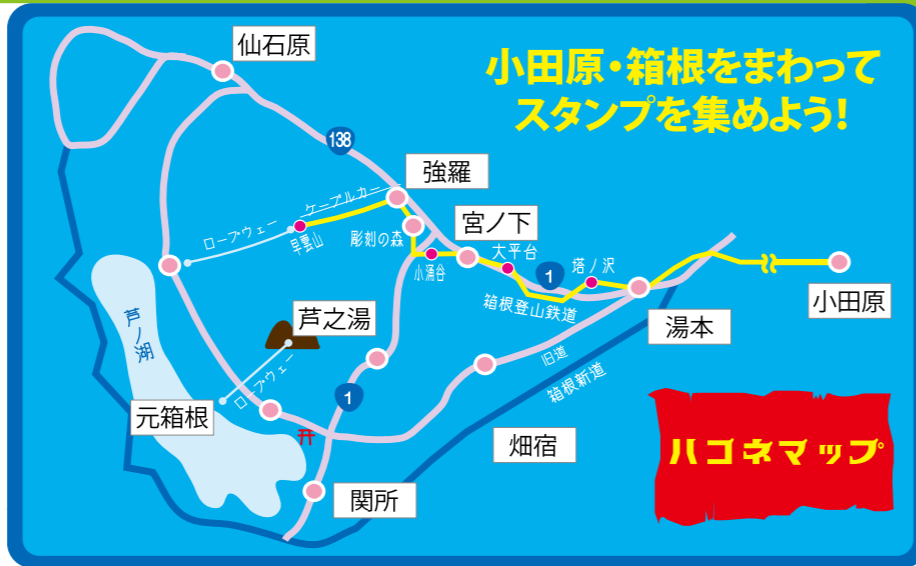 仙石原
小田原・箱根をまわって
スタンプを集めよう!
138
強羅
ケーブルカー
宮ノ下
ロープウェー
早雲山
彫刻の森
大平台
小涌谷
塔ノ沢
1
箱根登山鉄道
小田原
芦ノ湖
芦之湯
湯本
旧道
箱根新道
ロープウェー
1
元箱根
畑宿
ハコネマップ
関所